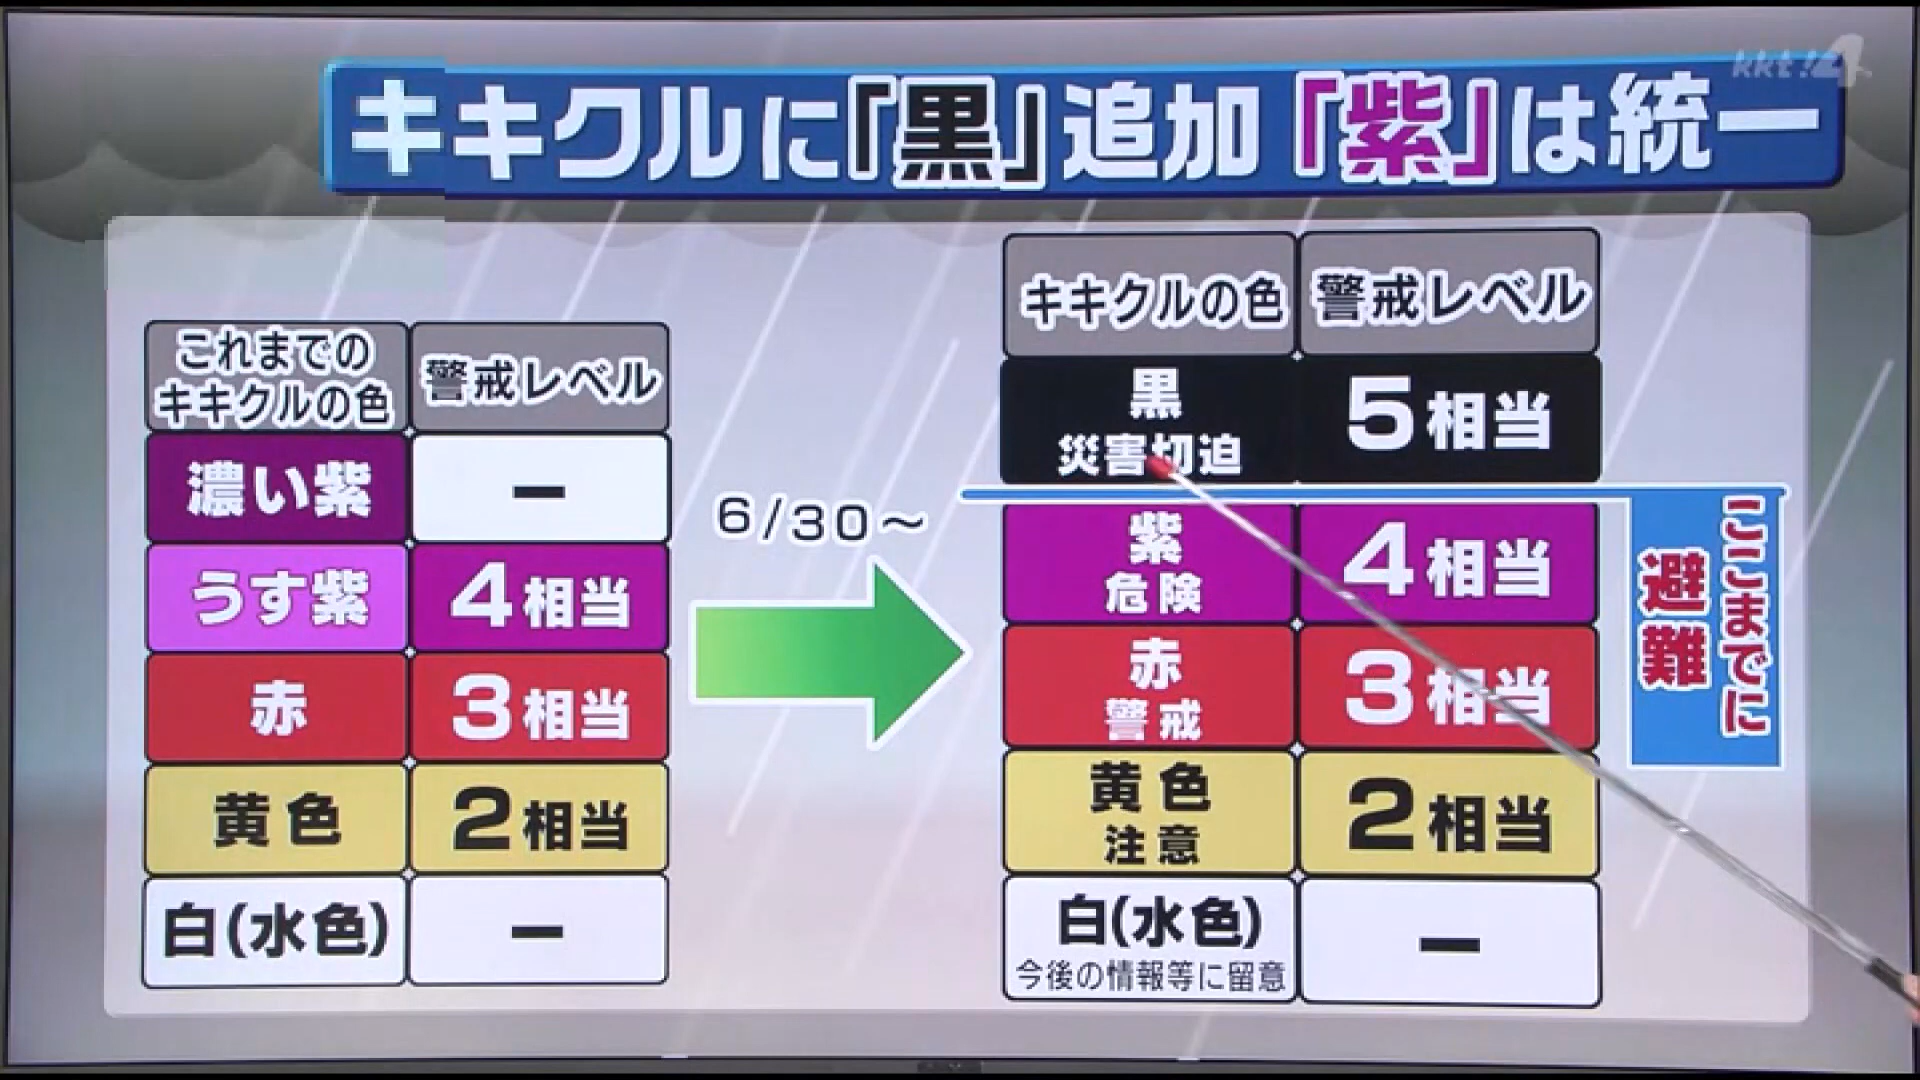 kkt!4
キキクルに「黒」追加「紫」は統一
これまでの
キキクルの色
警戒レベル
濃い紫
ー
うす紫
4相当
赤
3相当
黄色
2相当
白(水色)
ー
6/30～
キキクルの色
警戒レベル
黒
災害切迫
5相当
紫
危険
4相当
赤
警戒
3相当
黄色
注意
2相当
白(水色)
今後の情報等に留意
ー
ここまでに
避難